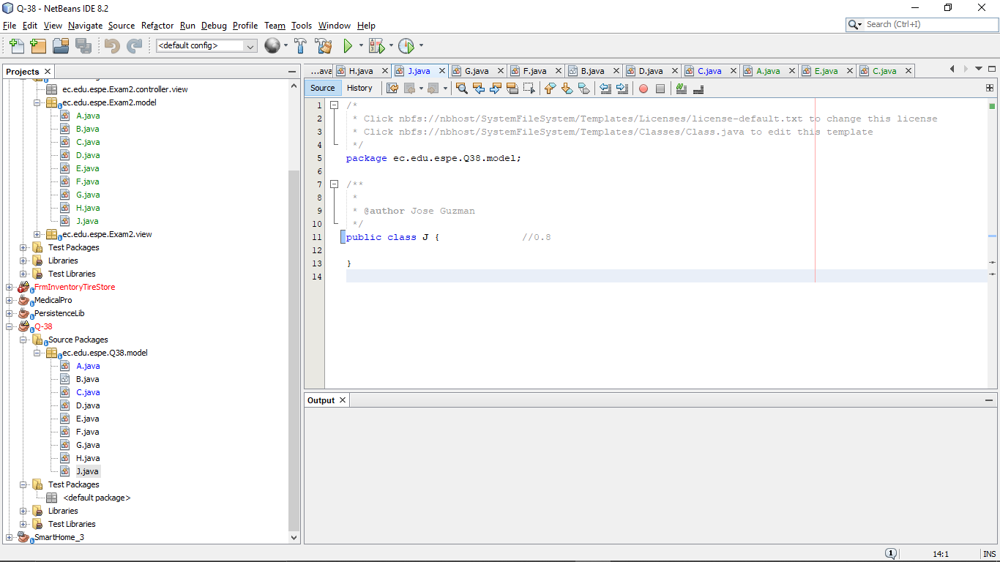 Q-38 - NetBeans IDE 8.2
File Edit View Navigate Source Refactor Run Debug Profile Team Tools Window Help
Search (Ctrl+I)
<default config>
Projects
ec.edu.espe.Exam2.controller.view
ec.edu.espe.Exam2.model
A.java
B.java
C.java
D.java
E.java
F.java
G.java
H.java
J.java
ec.edu.espe.Exam2.view
Test Packages
Libraries
Test Libraries
FrmInventoryTireStore
MedicalPro
PersistenceLib
Q-38
Source Packages
ec.edu.espe.Q38.model
A.java
B.java
C.java
D.java
E.java
F.java
G.java
H.java
J.java
Test Packages
<default package>
Libraries
Test Libraries
SmartHome_3
...ava H.java J.java G.java F.java B.java D.java C.java A.java E.java C.java
Source History
1 /*
2 * Click nbfs://nbhost/SystemFileSystem/Templates/Licenses/license-default.txt to change this license
3 * Click nbfs://nbhost/SystemFileSystem/Templates/Classes/Class.java to edit this template
4 */
5 package ec.edu.espe.Q38.model;
6
7 /**
8 *
9 * @author Jose Guzman
10 */
11 public class J { //0.8
12
13 }
14
Output
1 14:1 INS